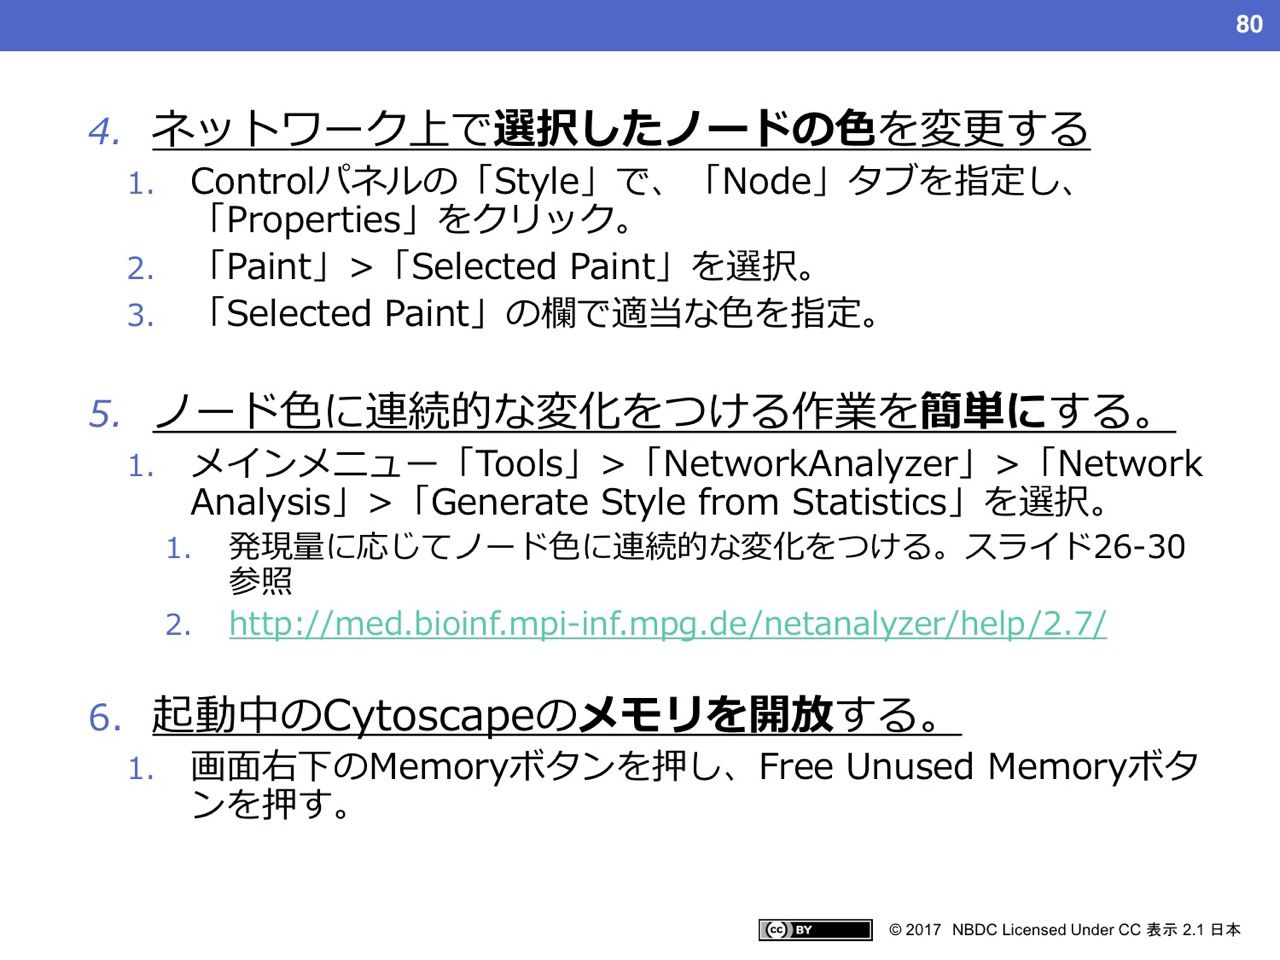 80
4. ネットワーク上で選択したノードの色を変更する
1. Controlパネルの「Style」で、「Node」タブを指定し、
「Properties」をクリック。
2. 「Paint」>「Selected Paint」を選択。
3. 「Selected Paint」の欄で適当な色を指定。
5. ノード色に連続的な変化をつける作業を簡単にする。
1. メインメニュー「Tools」>「NetworkAnalyzer」>「Network
Analysis」>「Generate Style from Statistics」を選択。
1. 発現量に応じてノード色に連続的な変化をつける。スライド26-30
参照
2. http://med.bioinf.mpi-inf.mpg.de/netanalyzer/help/2.7/
6. 起動中のCytoscapeのメモリを開放する。
1. 画面右下のMemoryボタンを押し、Free Unused Memoryボタ
ンを押す。
cc BY © 2017 NBDC Licensed Under CC 表示 2.1 日本